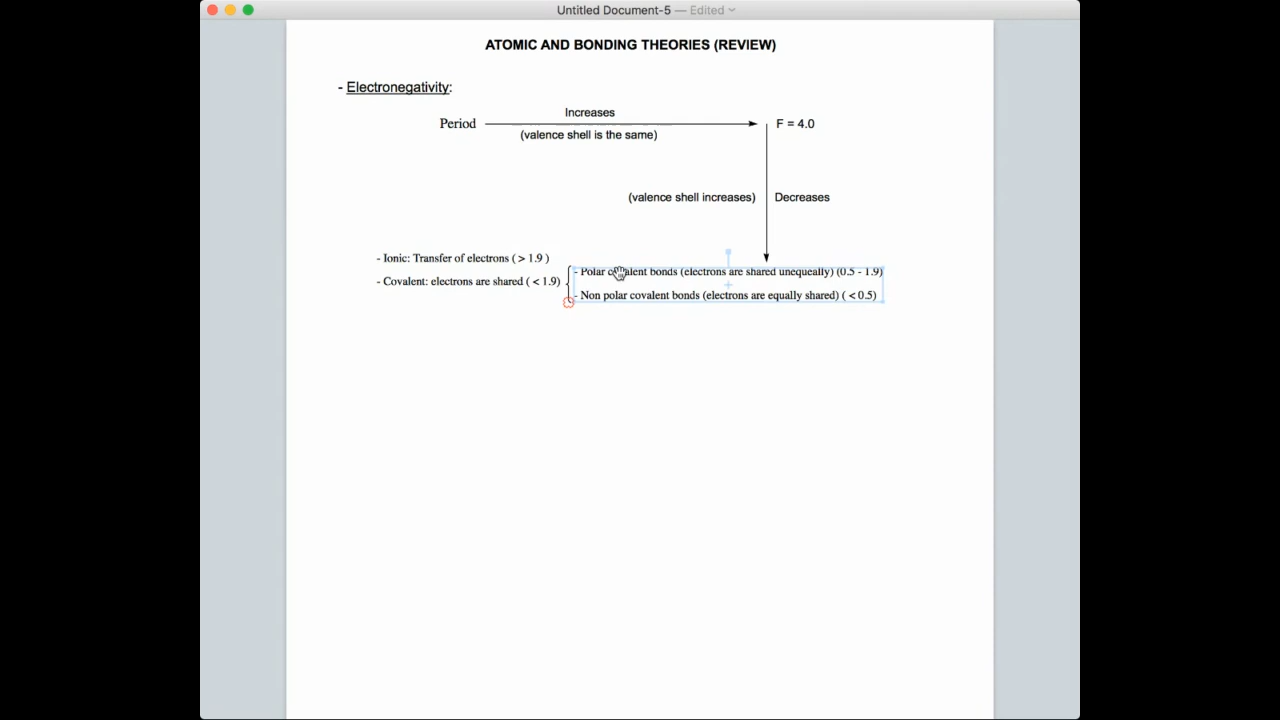 Untitled Document-5 — Edited
ATOMIC AND BONDING THEORIES (REVIEW)
- Electronegativity:
Increases
Period
F = 4.0
(valence shell is the same)
(valence shell increases)
Decreases
- Ionic: Transfer of electrons ( > 1.9 )
- Polar covalent bonds (electrons are shared unequeally) (0.5 - 1.9)
- Covalent: electrons are shared ( < 1.9)
- Non polar covalent bonds (electrons are equally shared) ( < 0.5)